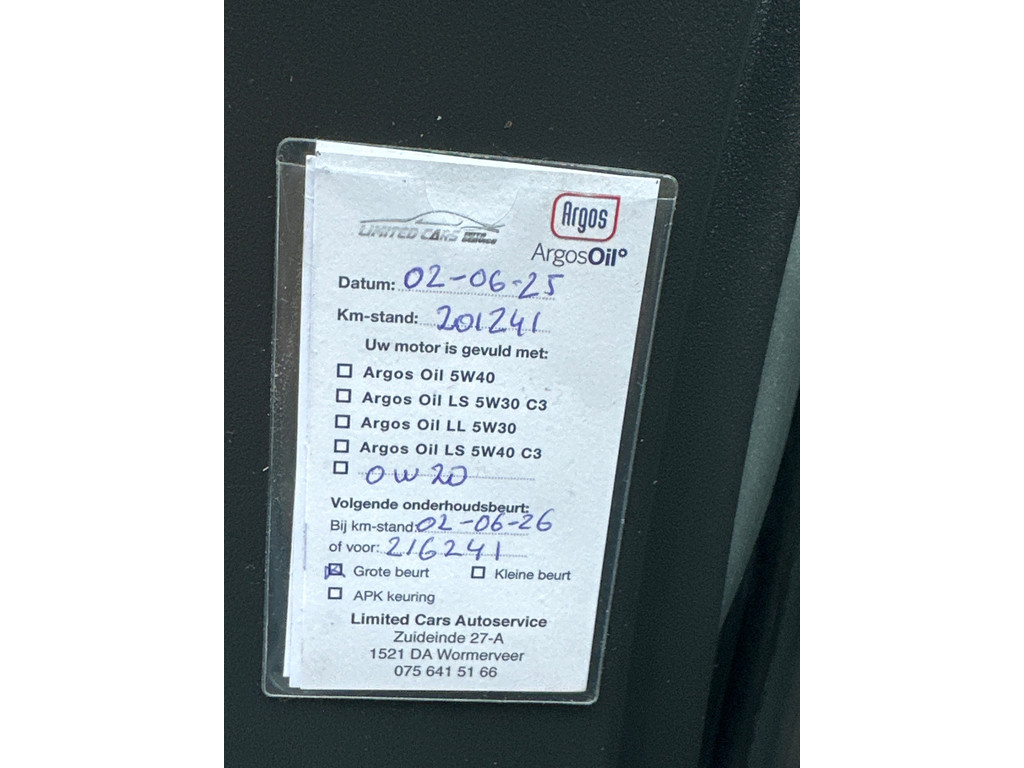 LIMITED CARS AUTO SERVICE
Argos
ArgosOil°
Datum: 02-06-25
Km-stand: 201241
Uw motor is gevuld met:
☐ Argos Oil 5W40
☐ Argos Oil LS 5W30 C3
☐ Argos Oil LL 5W30
☐ Argos Oil LS 5W40 C3
☐ 0W20
Volgende onderhoudsbeurt:
Bij km-stand: 02-06-26
of voor: 216241
☒ Grote beurt ☐ Kleine beurt
☐ APK keuring
Limited Cars Autoservice
Zuideinde 27-A
1521 DA Wormerveer
075 641 51 66